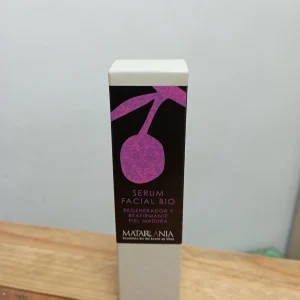 SERUM
FACIAL BIO
REGENERADOR Y
REAFIRMANTE
PIEL MADURA
MATARRANIA